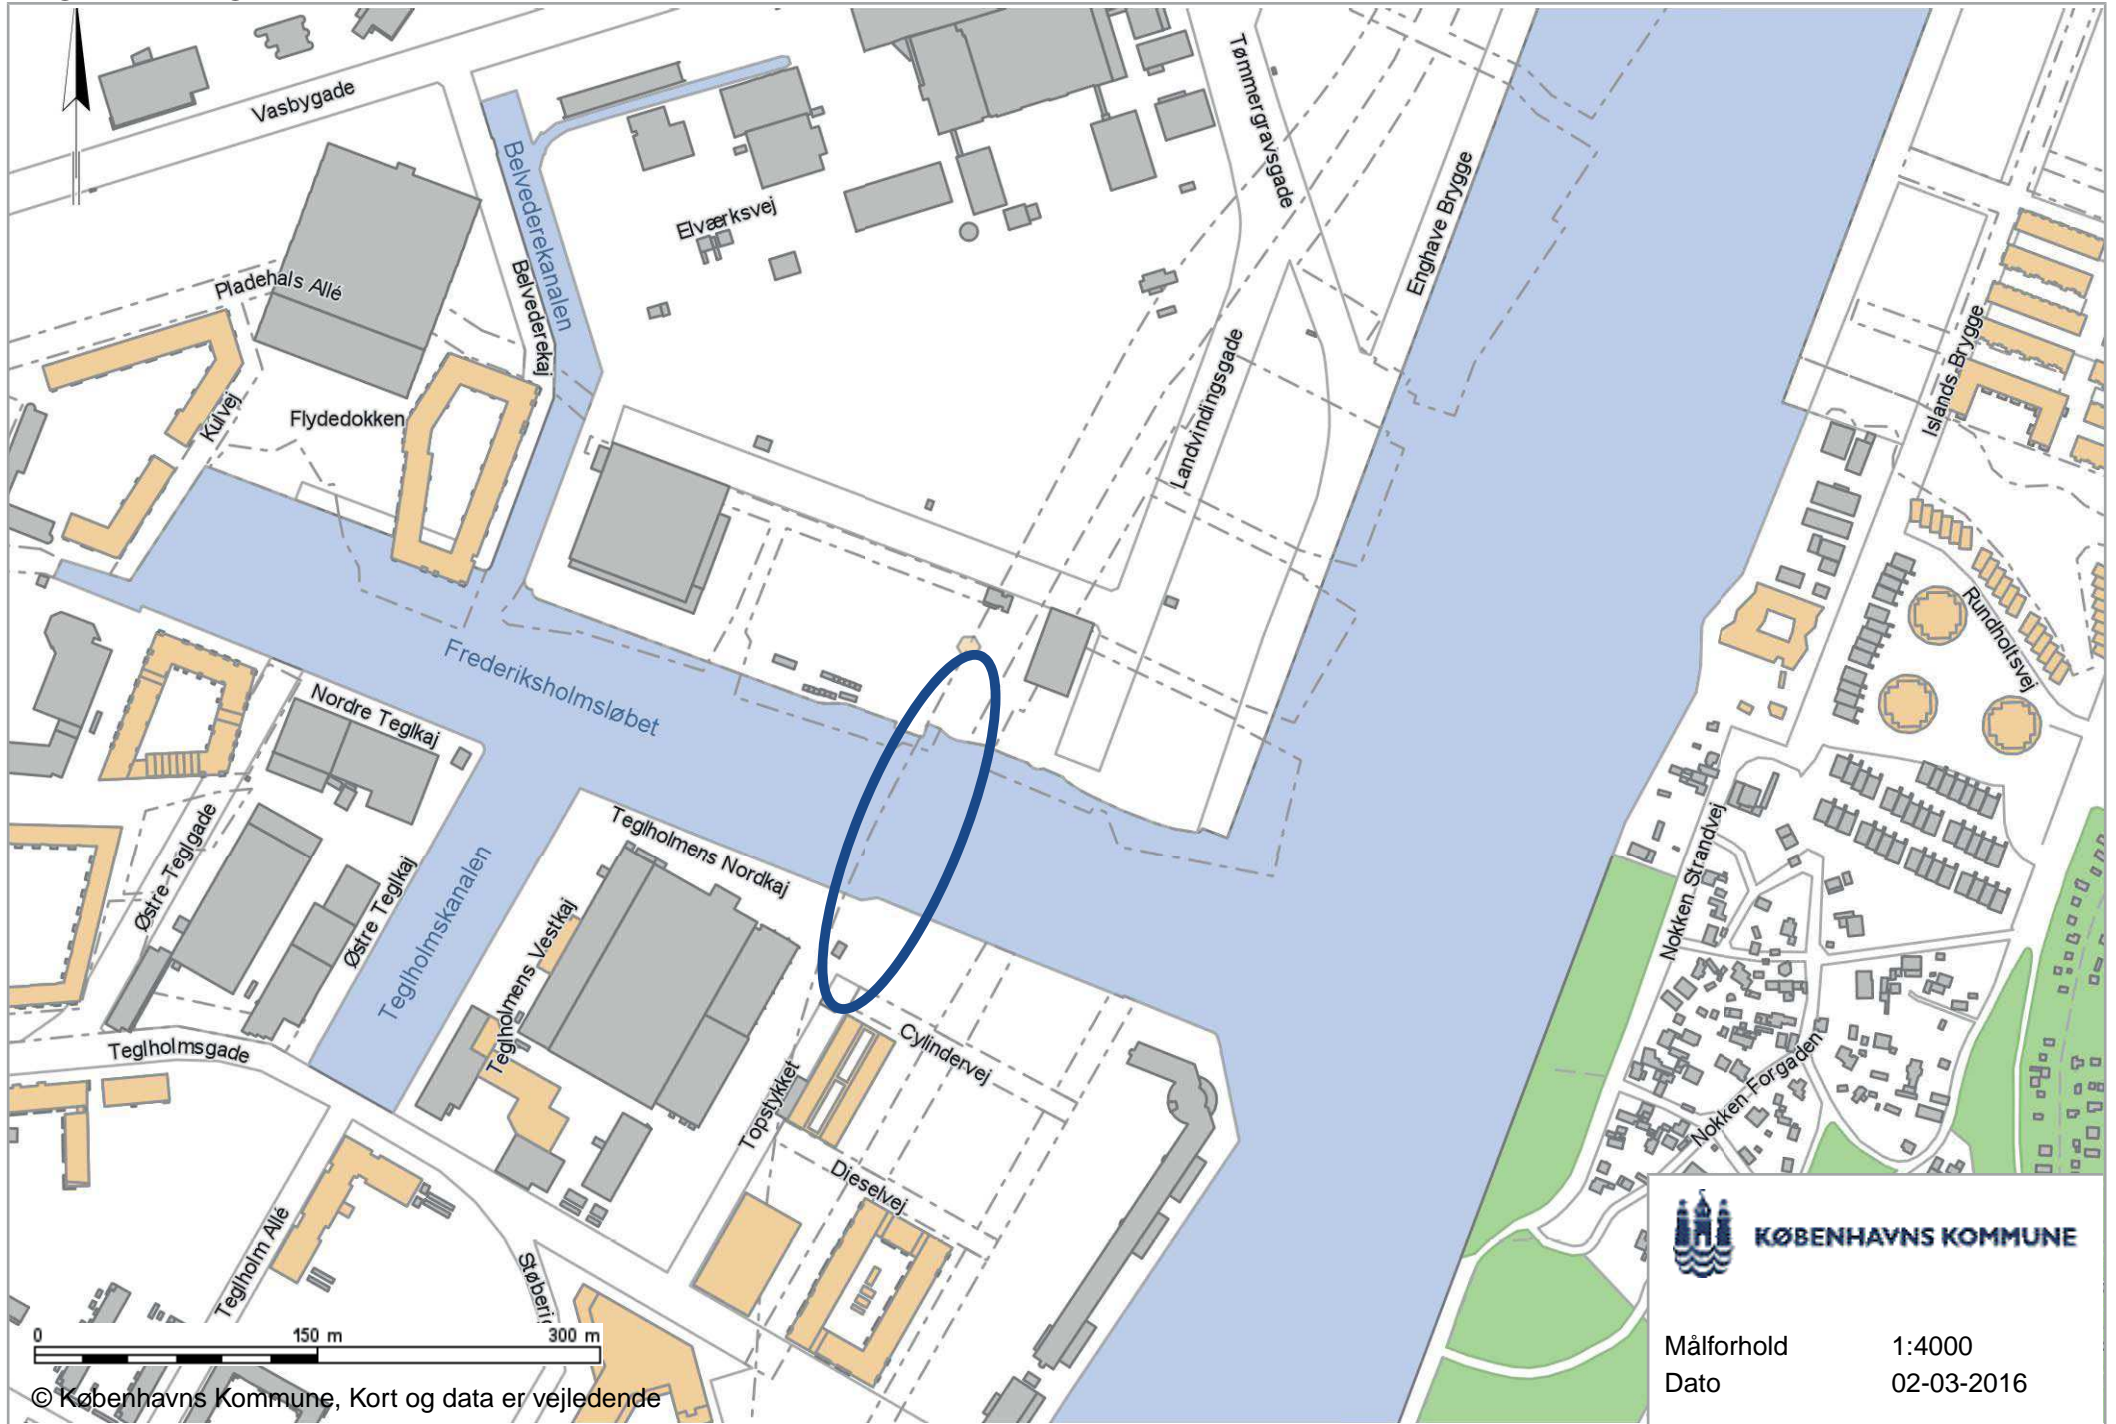 Vasbygade
Belvederekanalen
Elværksvej
Tømmergravsgade
Enghave Brygge
Pladehals Allé
Belvederekaj
Landvindingsgade
Islands Brygge
Kulvej
Flydedokken
Rundholtsvej
Frederiksholmsløbet
Nordre Teglkaj
Østre Teglgade
Østre Teglkaj
Teglholmskanalen
Teglholmens Nordkaj
Teglholmens Vestkaj
Nokken Strandvej
Teglholmsgade
Cylindervej
Topstykket
Nokken Forgaden
Dieselvej
Teglholm Allé
KØBENHAVNS KOMMUNE
0 150 m 300 m
Målforhold 1:4000
Dato 02-03-2016
© Københavns Kommune, Kort og data er vejledende